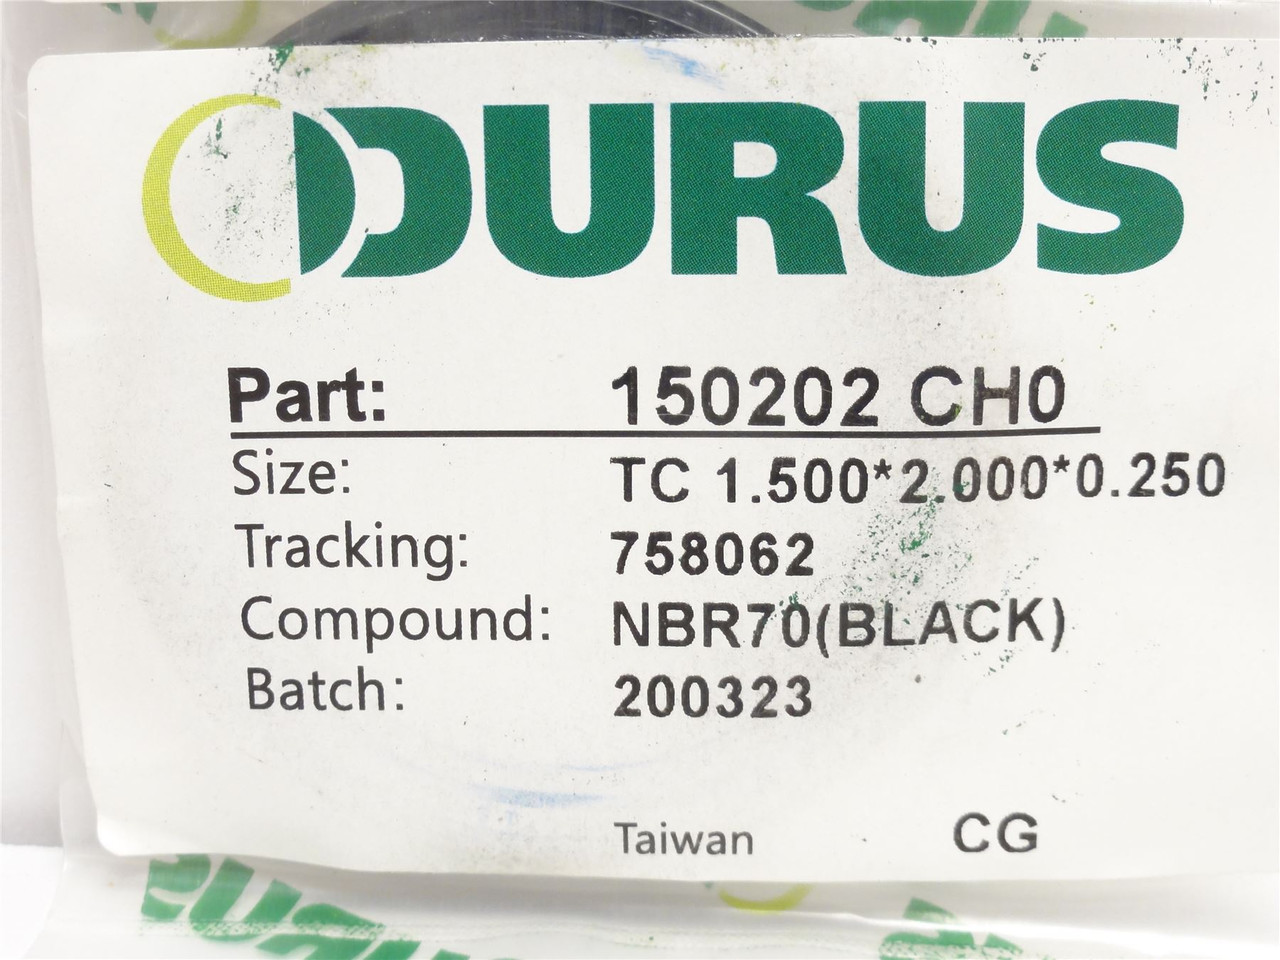 DURUS
Part: 150202 CH0
Size: TC 1.500*2.000*0.250
Tracking: 758062
Compound: NBR70(BLACK)
Batch: 200323
Taiwan CG